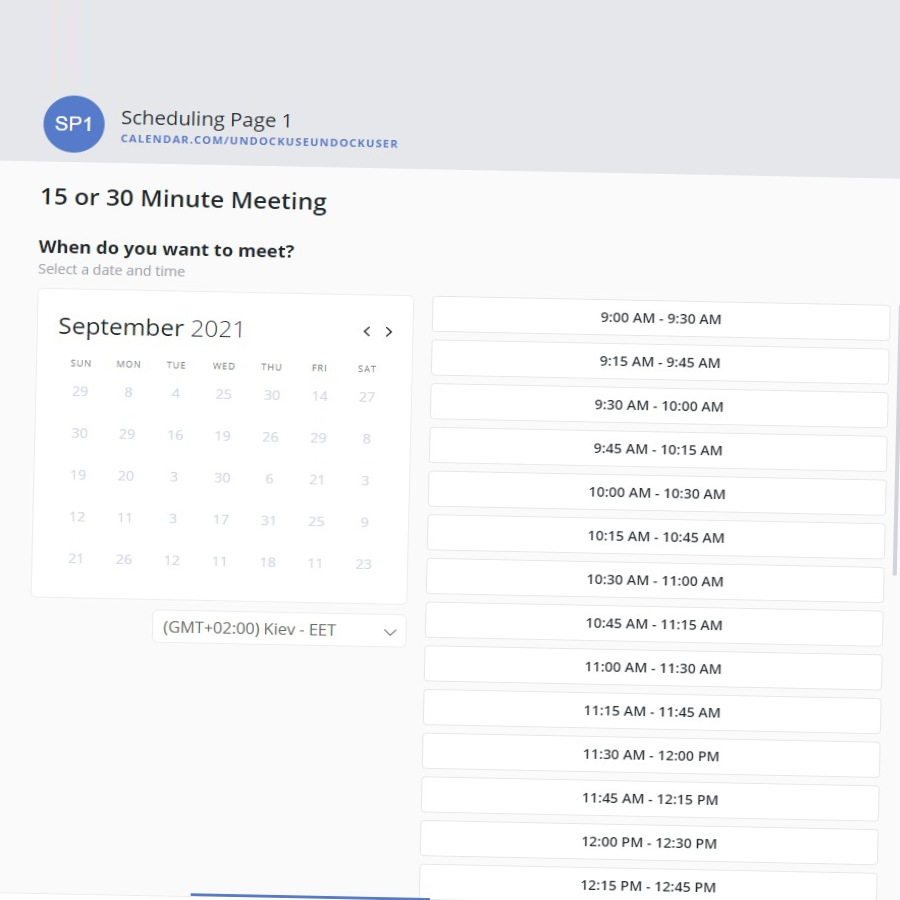 SP1
Scheduling Page 1
CALENDAR.COM/UNDOCKUSEUNDOCKUSER
15 or 30 Minute Meeting
When do you want to meet?
Select a date and time
September 2021
< >
SUN MON TUE WED THU FRI SAT
29 8 4 25 30 14 27
30 29 16 19 26 29 8
19 20 3 30 6 21 3
12 11 3 17 31 25 9
21 26 12 11 18 11 23
(GMT+02:00) Kiev - EET
9:00 AM - 9:30 AM
9:15 AM - 9:45 AM
9:30 AM - 10:00 AM
9:45 AM - 10:15 AM
10:00 AM - 10:30 AM
10:15 AM - 10:45 AM
10:30 AM - 11:00 AM
10:45 AM - 11:15 AM
11:00 AM - 11:30 AM
11:15 AM - 11:45 AM
11:30 AM - 12:00 PM
11:45 AM - 12:15 PM
12:00 PM - 12:30 PM
12:15 PM - 12:45 PM